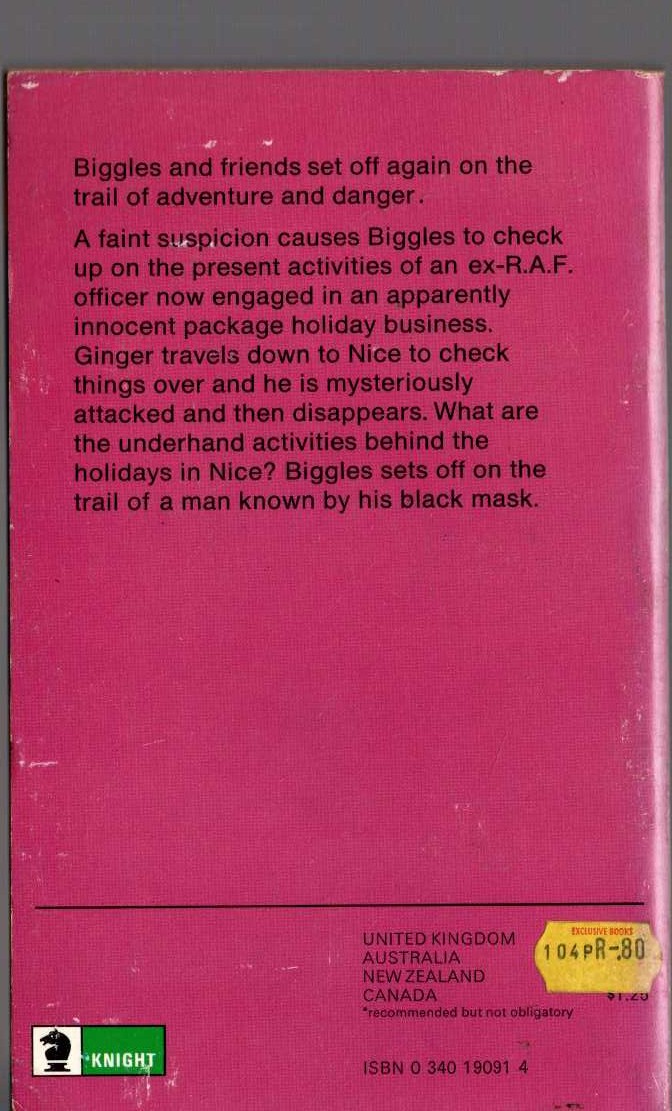 Biggles and friends set off again on the
trail of adventure and danger.
A faint suspicion causes Biggles to check
up on the present activities of an ex-R.A.F.
officer now engaged in an apparently
innocent package holiday business.
Ginger travels down to Nice to check
things over and he is mysteriously
attacked and then disappears. What are
the underhand activities behind the
holidays in Nice? Biggles sets off on the
trail of a man known by his black mask.
UNITED KINGDOM
AUSTRALIA
NEW ZEALAND
CANADA $1.25
*recommended but not obligatory
EXCLUSIVE BOOKS
104PR-.80
KNIGHT
ISBN 0 340 19091 4